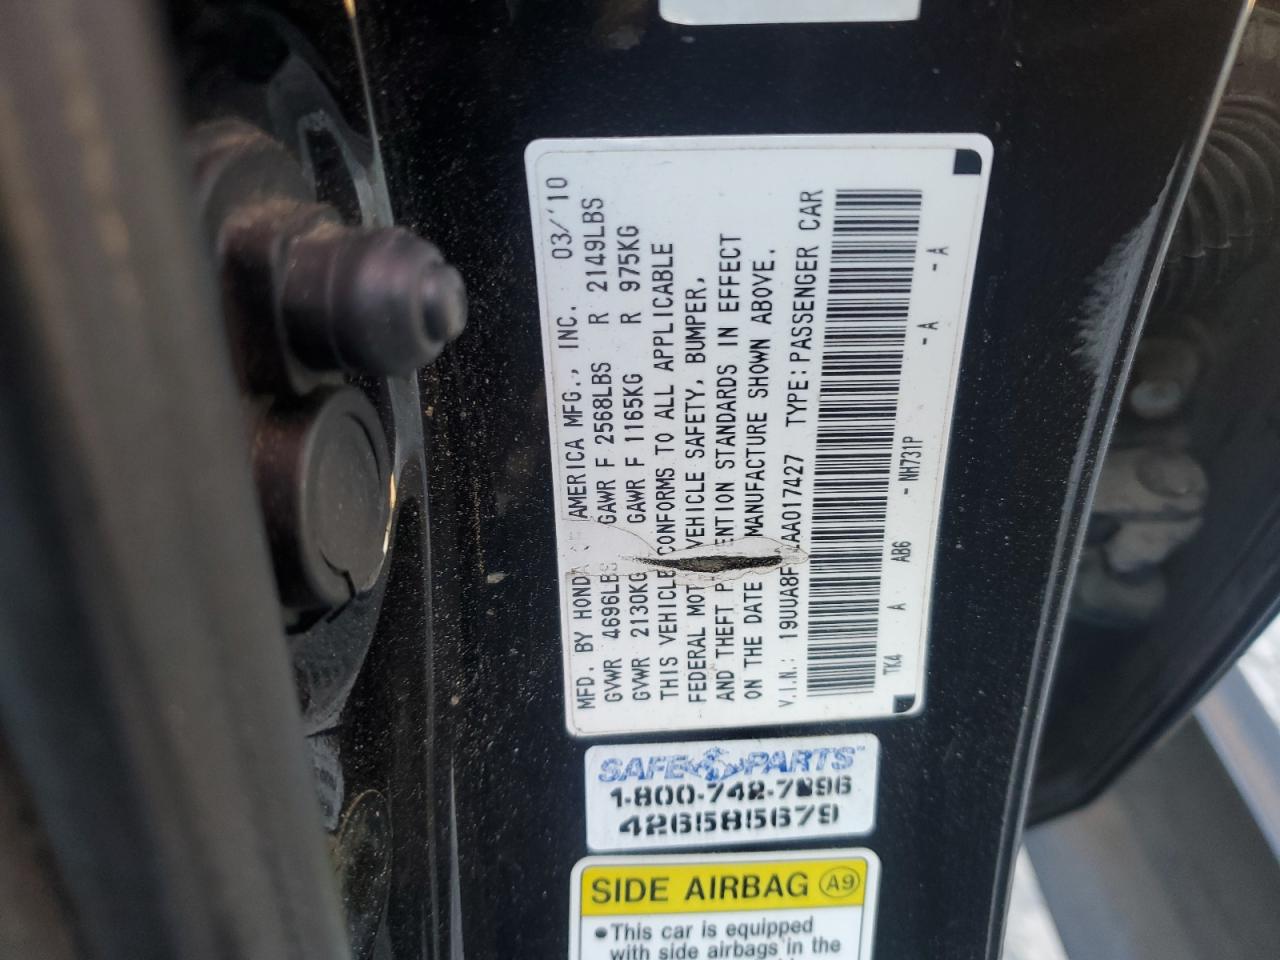 MFD. BY HONDA AMERICA MFG., INC. 03/'10
GVWR 4696LBS GAWR F 2568LBS R 2149LBS
GVWR 2130KG GAWR F 1165KG R 975KG
THIS VEHICLE CONFORMS TO ALL APPLICABLE
FEDERAL MOT VEHICLE SAFETY, BUMPER,
AND THEFT P ENTION STANDARDS IN EFFECT
ON THE DATE MANUFACTURE SHOWN ABOVE.
V.I.N.: 19UUA8F AA017427 TYPE: PASSENGER CAR
TK4 A AB6 - NH731P - A - A
SAFE PARTS™
1-800-742-7 96
426585679
SIDE AIRBAG A9
• This car is equipped
with side airbags in the